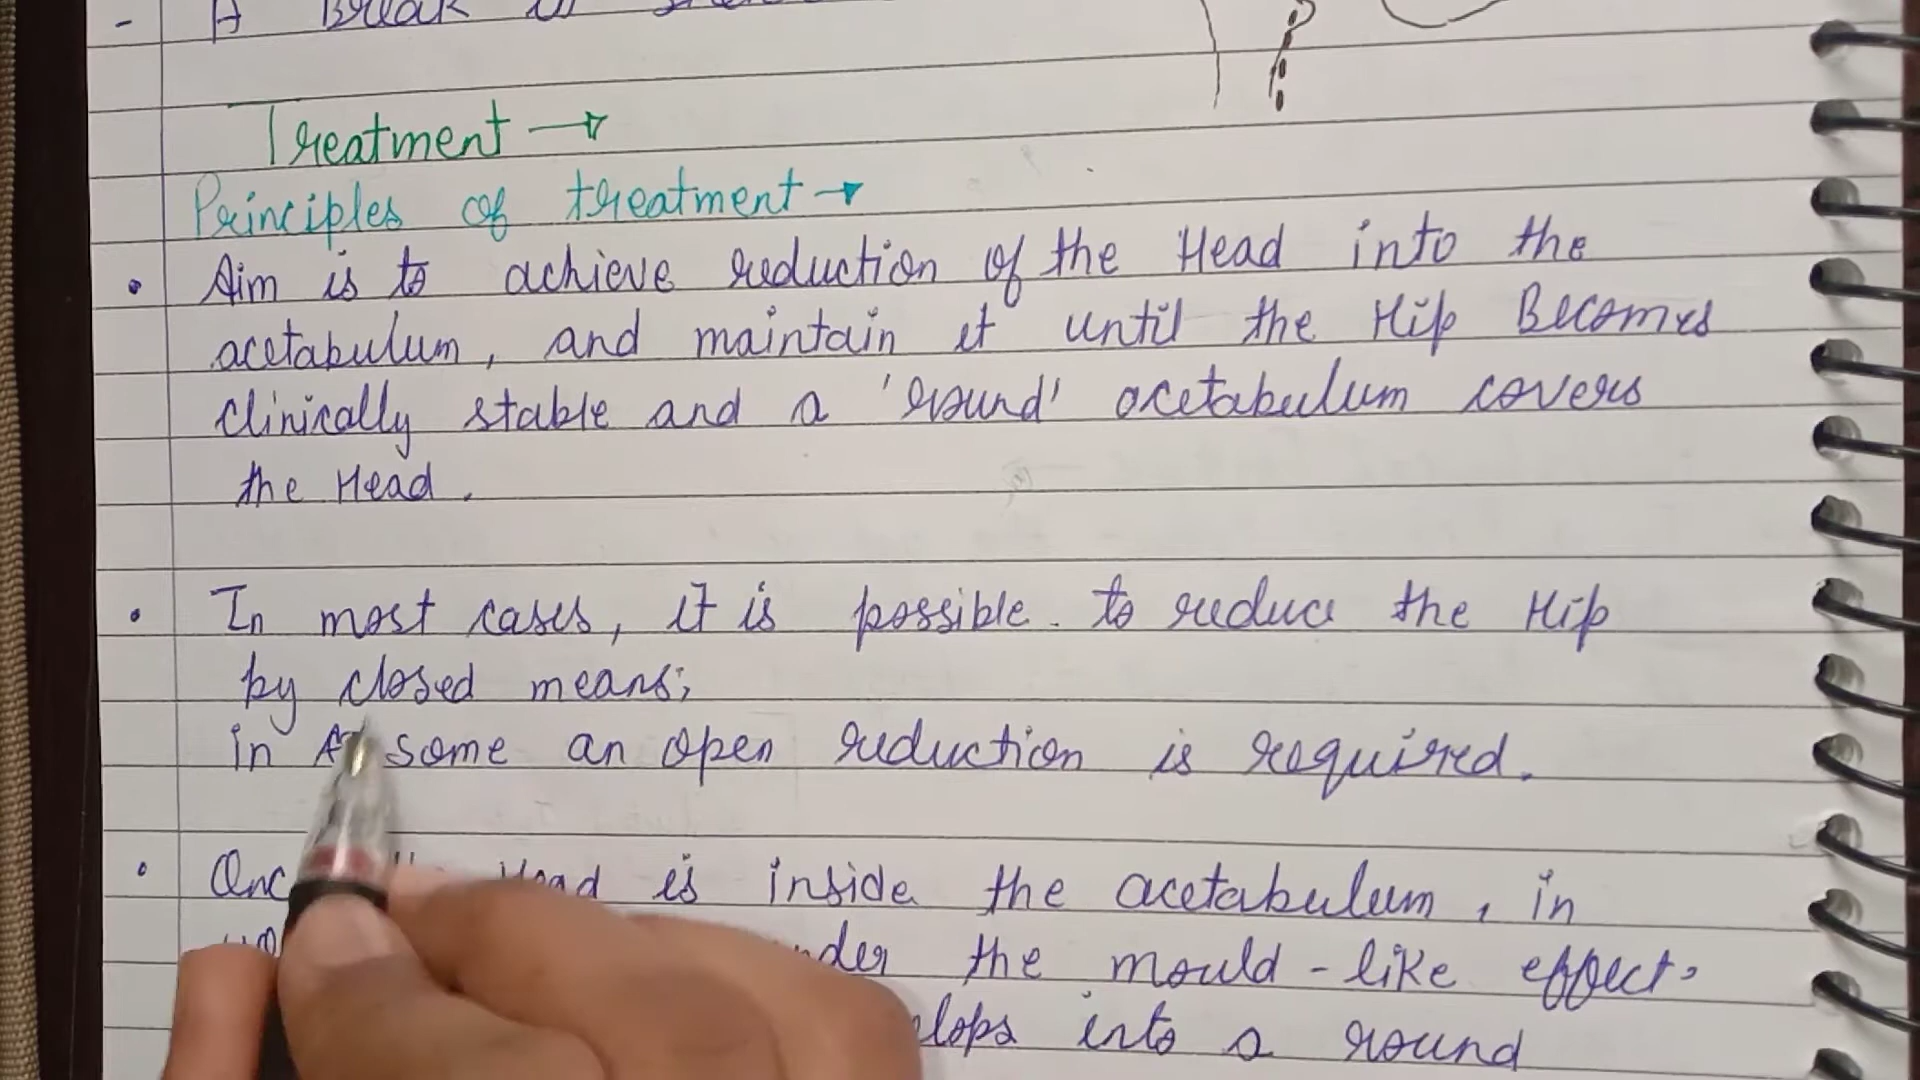 - A Break
Treatment →
Principles of treatment →
• Aim is to achieve reduction of the Head into the
acetabulum, and maintain it until the Hip Becomes
clinically stable and a 'round' acetabulum covers
the Head.
• In most cases, it is possible to reduce the Hip
by closed means;
in some an open reduction is required.
• Head is inside the acetabulum, in
the mould-like effect
into a round